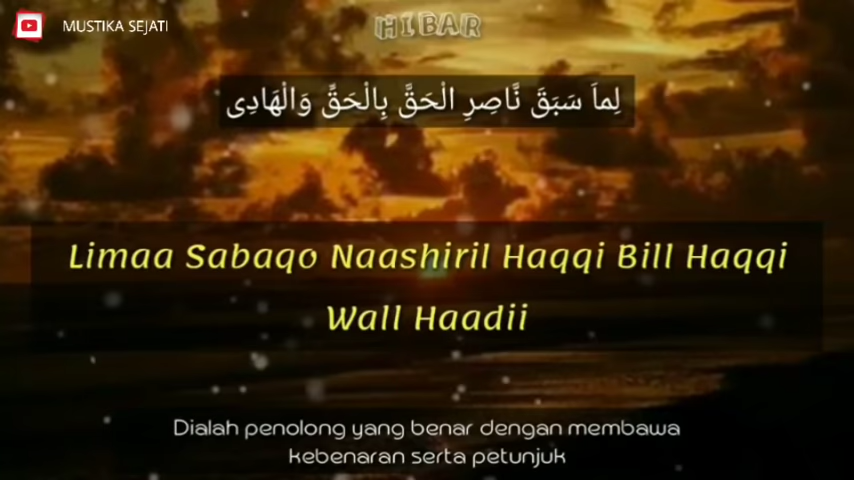 MUSTIKA SEJATI
HIBAR
لِماَ سَبَقَ نَّاصِرِ الْحَقَّ بِالْحَقِّ وَالْهَادِى
Limaa Sabaqo Naashiril Haqqi Bill Haqqi
Wall Haadii
Dialah penolong yang benar dengan membawa
kebenaran serta petunjuk